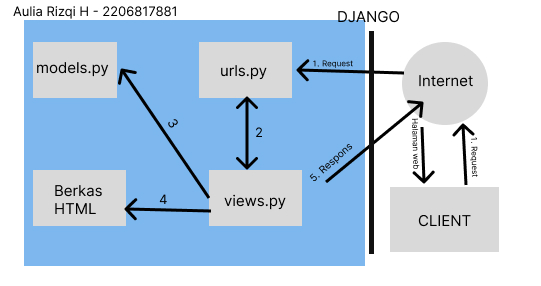 Aulia Rizqi H - 2206817881
DJANGO
models.py
urls.py
1. Request
Internet
3
2
Halaman web
1. Request
5. Respons
Berkas
HTML
4
views.py
CLIENT